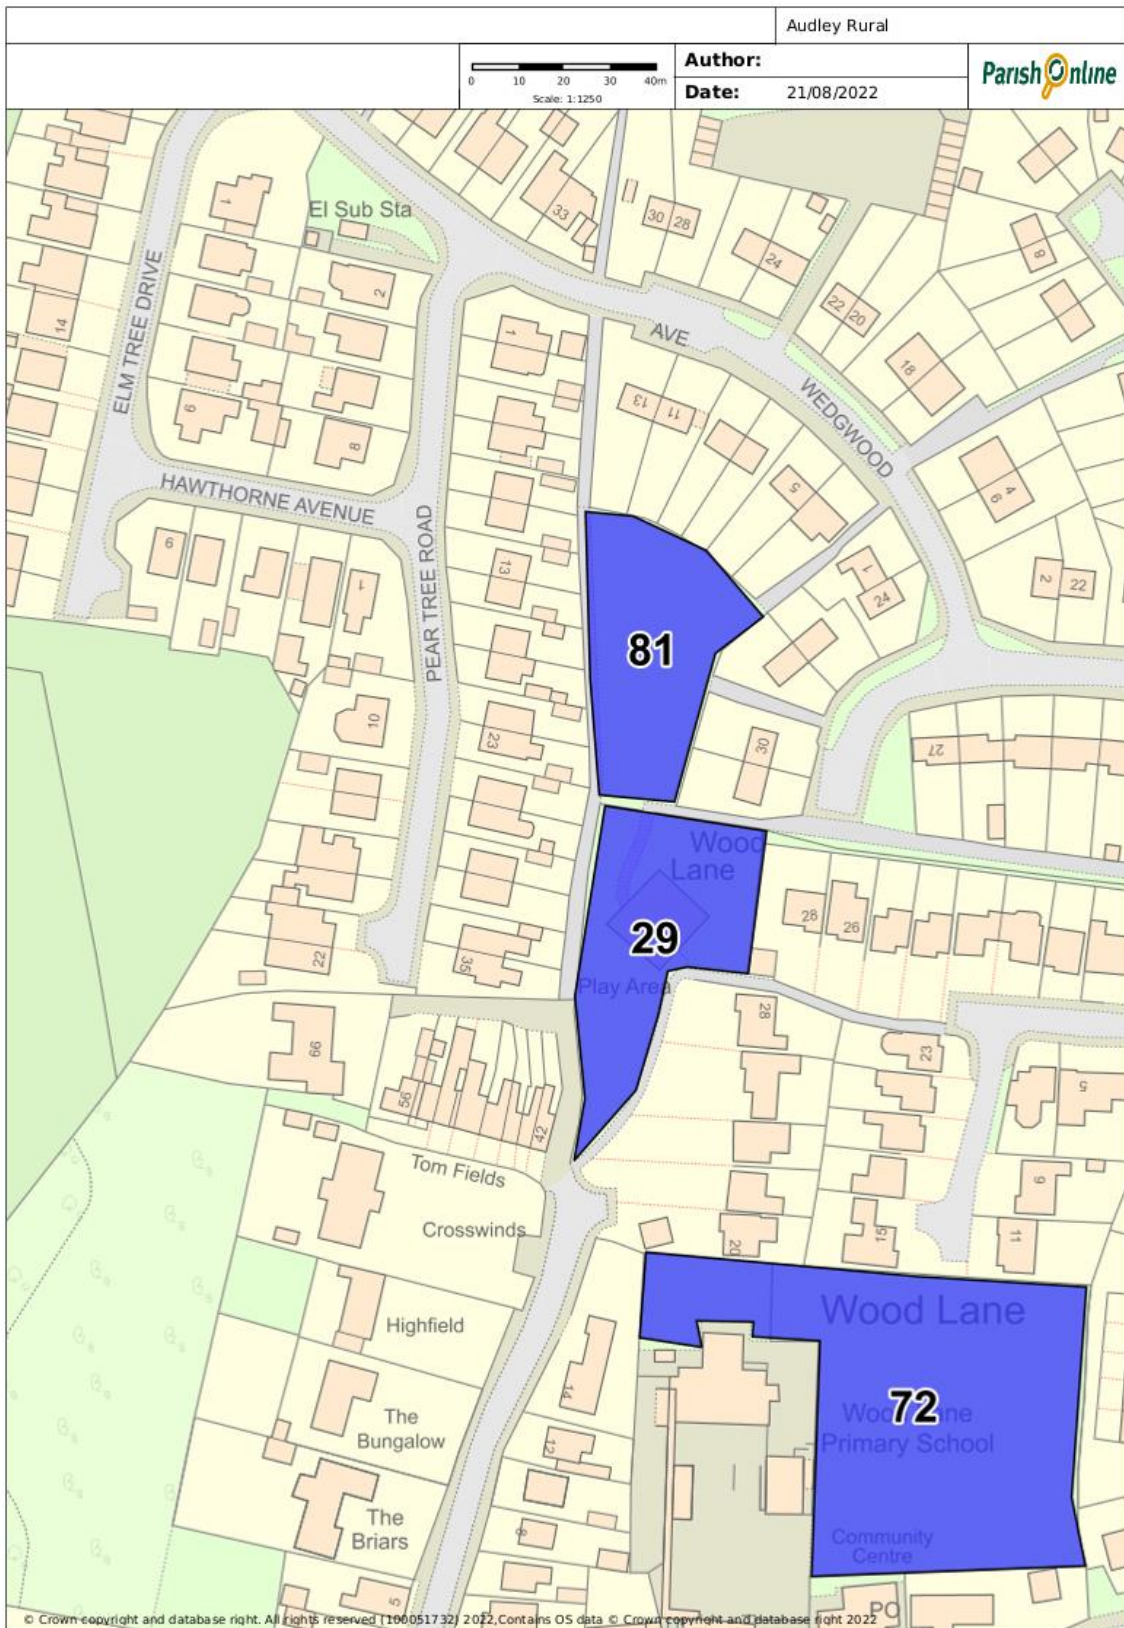 Audley Rural
Author:
Date: 21/08/2022
0 10 20 30 40m
Scale: 1:1250
Parish Online
El Sub Sta
1
33
30
28
24
8
2
14
22
20
ELM TREE DRIVE
1
AVE
18
WEDGWOOD
13
11
9
8
5
4
6
HAWTHORNE AVENUE
9
13
1
1
2
22
24
PEAR TREE ROAD
81
10
23
30
27
Wood
Lane
28
26
29
22
35
Play Area
28
66
23
5
56
42
Tom Fields
9
Crosswinds
20
15
11
Wood Lane
Highfield
14
72
The
Bungalow
Wood Lane
Primary School
12
The
Briars
8
Community
Centre
5
PO
© Crown copyright and database right. All rights reserved (100051732) 2022,Contains OS data © Crown copyright and database right 2022